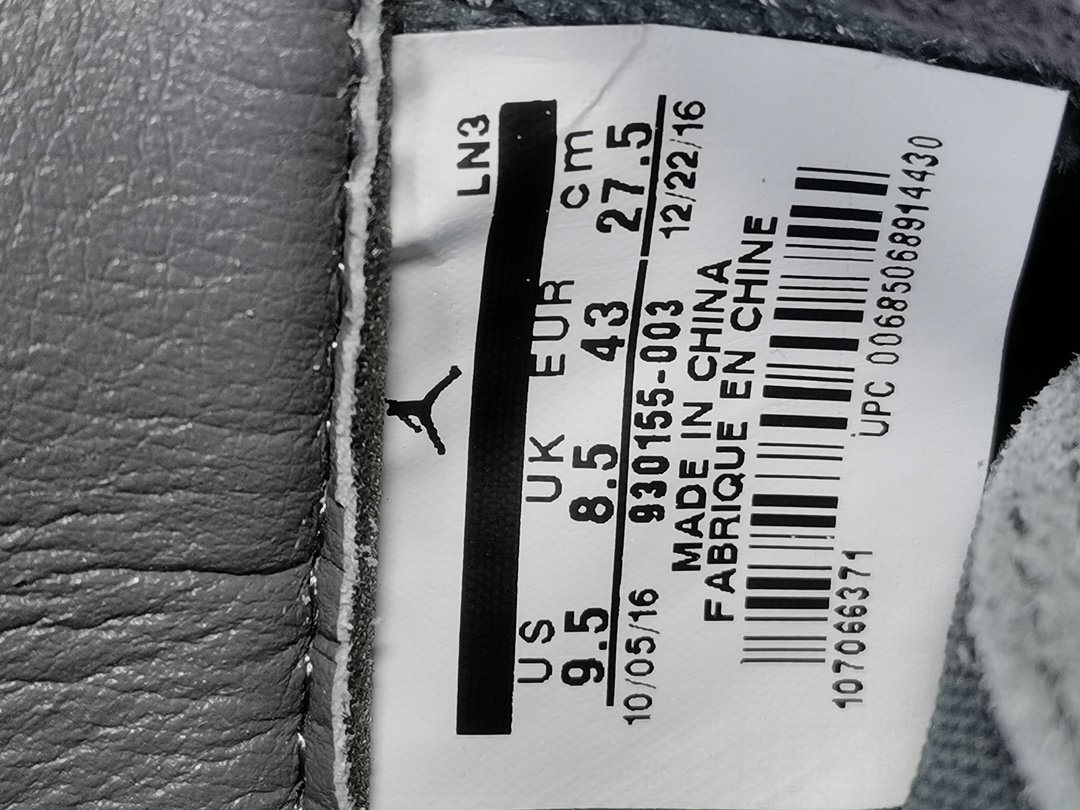 LN3
US UK EUR cm
9.5 8.5 43 27.5
10/05/16 930155-003 12/22/16
MADE IN CHINA
FABRIQUE EN CHINE
1070666371 UPC 00685068914430